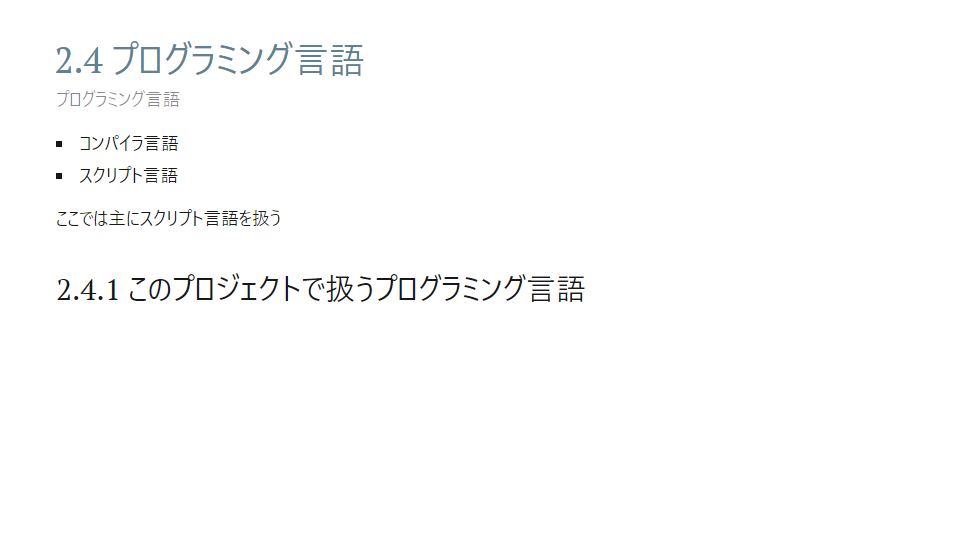 2.4 プログラミング言語
プログラミング言語
▪ コンパイラ言語
▪ スクリプト言語
ここでは主にスクリプト言語を扱う
2.4.1 このプロジェクトで扱うプログラミング言語